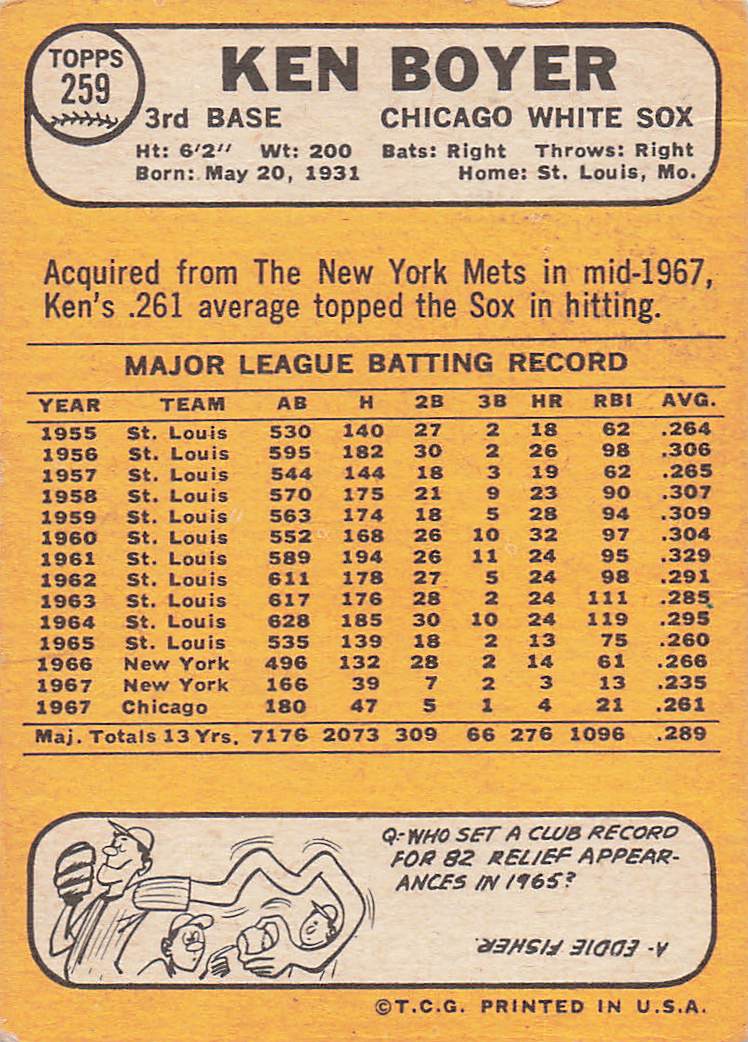 TOPPS
259
KEN BOYER
3rd BASE CHICAGO WHITE SOX
Ht: 6'2" Wt: 200 Bats: Right Throws: Right
Born: May 20, 1931 Home: St. Louis, Mo.
Acquired from The New York Mets in mid-1967,
Ken's .261 average topped the Sox in hitting.
MAJOR LEAGUE BATTING RECORD
YEAR TEAM AB H 2B 3B HR RBI AVG.
1955 St. Louis 530 140 27 2 18 62 .264
1956 St. Louis 595 182 30 2 26 98 .306
1957 St. Louis 544 144 18 3 19 62 .265
1958 St. Louis 570 175 21 9 23 90 .307
1959 St. Louis 563 174 18 5 28 94 .309
1960 St. Louis 552 168 26 10 32 97 .304
1961 St. Louis 589 194 26 11 24 95 .329
1962 St. Louis 611 178 27 5 24 98 .291
1963 St. Louis 617 176 28 2 24 111 .285
1964 St. Louis 628 185 30 10 24 119 .295
1965 St. Louis 535 139 18 2 13 75 .260
1966 New York 496 132 28 2 14 61 .266
1967 New York 166 39 7 2 3 13 .235
1967 Chicago 180 47 5 1 4 21 .261
Maj. Totals 13 Yrs. 7176 2073 309 66 276 1096 .289
Q-WHO SET A CLUB RECORD
FOR 82 RELIEF APPEAR-
ANCES IN 1965?
A- EDDIE FISHER.
©T.C.G. PRINTED IN U.S.A.